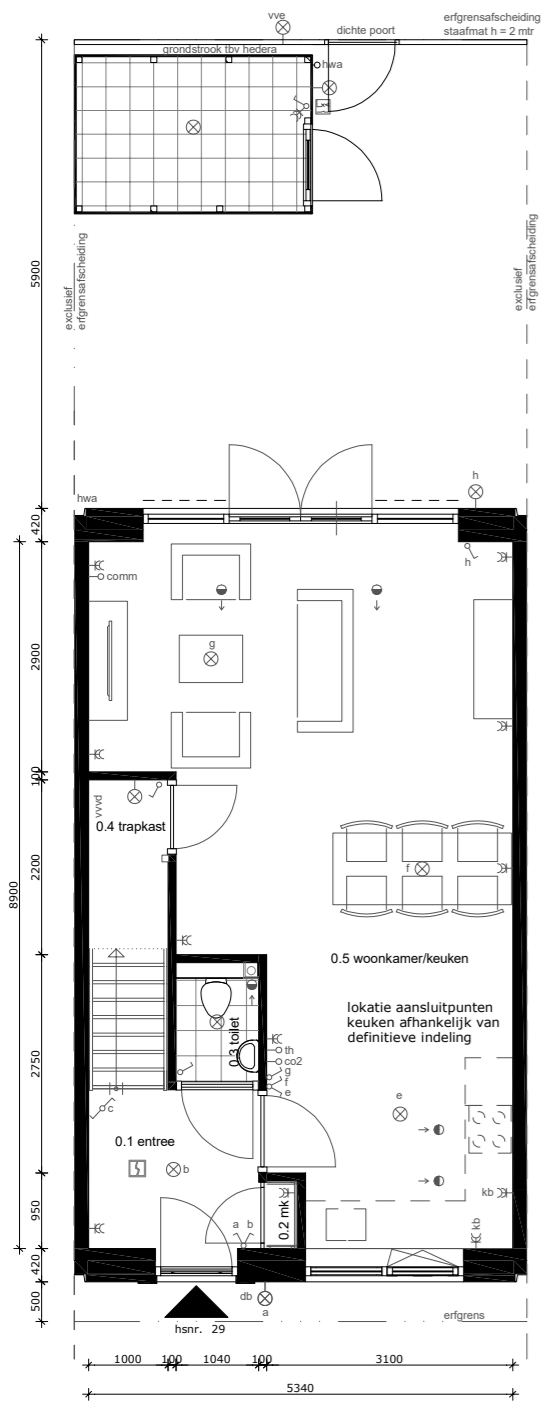 vve
erfgrensafscheiding
staafmat h = 2 mtr
dichte poort
grondstrook tbv hedera
hwa
5900
exclusief
erfgrensafscheiding
exclusief
erfgrensafscheiding
h
hwa
420
comm
h
2900
g
100
vvvd
0.4 trapkast
f
8900
2200
0.5 woonkamer/keuken
lokatie aansluitpunten
keuken afhankelijk van
definitieve indeling
0.3 toilet
th
co2
g
f
e
2750
c
e
0.1 entree
b
kb
950
0.2 mk
a b
kb
420
db
a
500
erfgrens
hsnr. 29
1000
100
1040
100
3100
5340